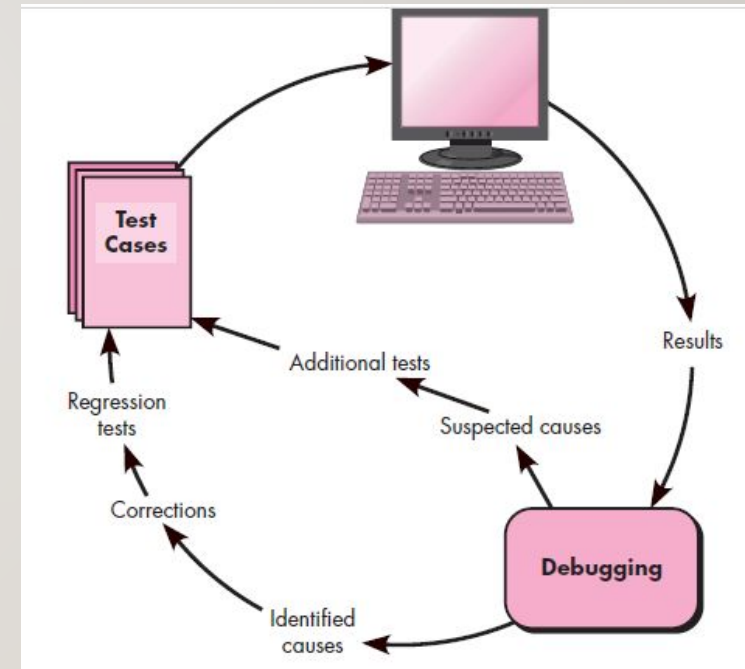 Test
Cases
Results
Additional tests
Suspected causes
Regression
tests
Corrections
Debugging
Identified
causes